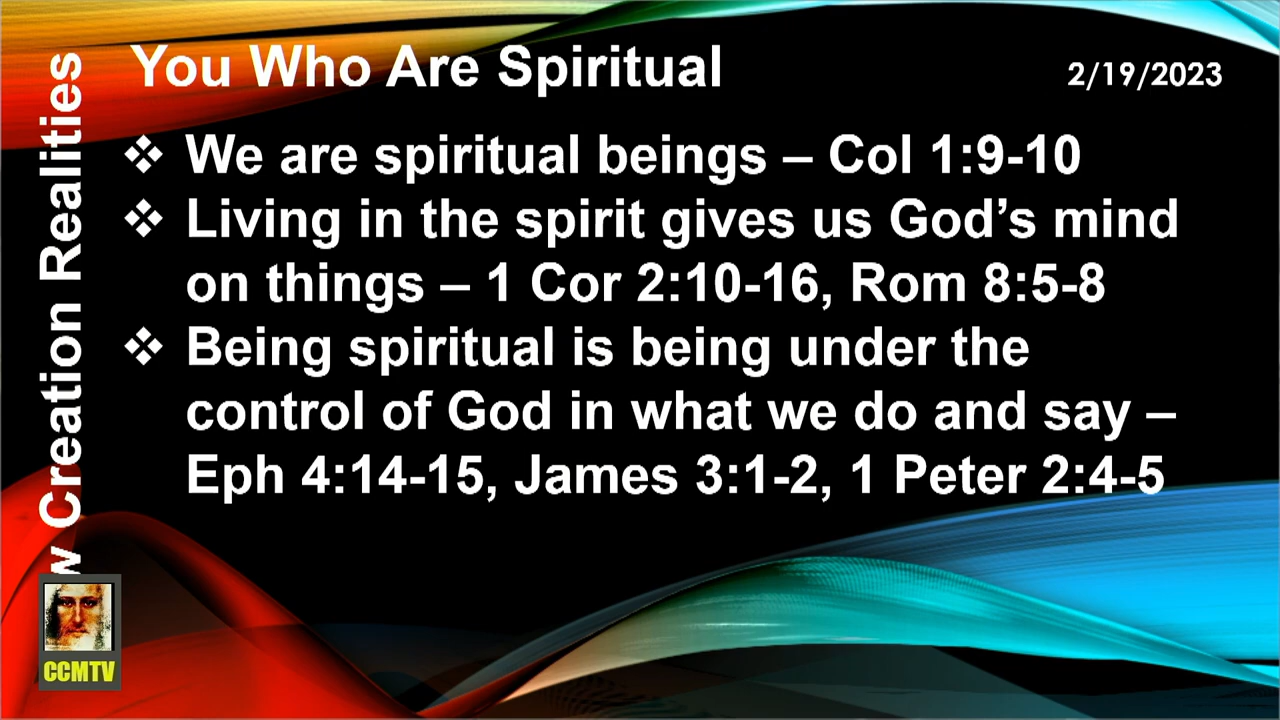 You Who Are Spiritual
2/19/2023
❖ We are spiritual beings – Col 1:9-10
❖ Living in the spirit gives us God’s mind
on things – 1 Cor 2:10-16, Rom 8:5-8
❖ Being spiritual is being under the
control of God in what we do and say –
Eph 4:14-15, James 3:1-2, 1 Peter 2:4-5
w Creation Realities
CCMTV